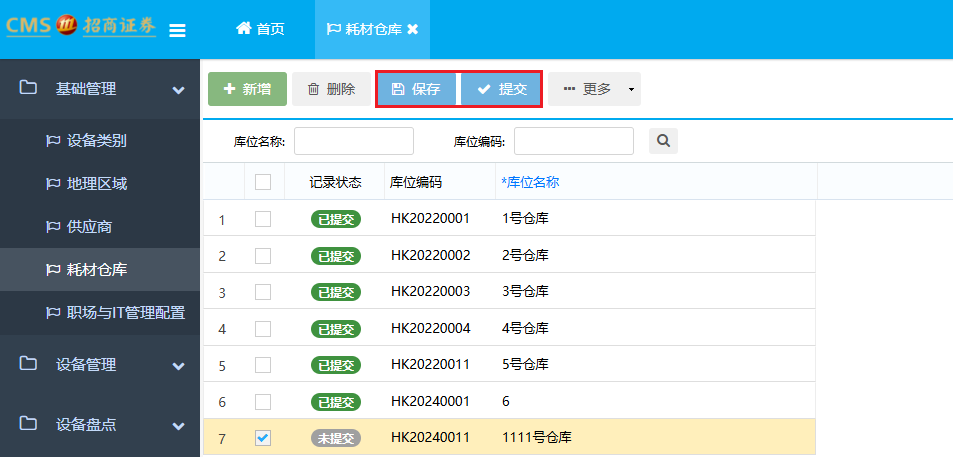 CMS 招商证券
首页
耗材仓库
基础管理
设备类别
地理区域
供应商
耗材仓库
职场与IT管理配置
设备管理
设备盘点
新增 删除 保存 提交 更多
库位名称: 库位编码:
记录状态 库位编码 *库位名称
1 已提交 HK20220001 1号仓库
2 已提交 HK20220002 2号仓库
3 已提交 HK20220003 3号仓库
4 已提交 HK20220004 4号仓库
5 已提交 HK20220011 5号仓库
6 已提交 HK20240001 6
7 未提交 HK20240011 1111号仓库